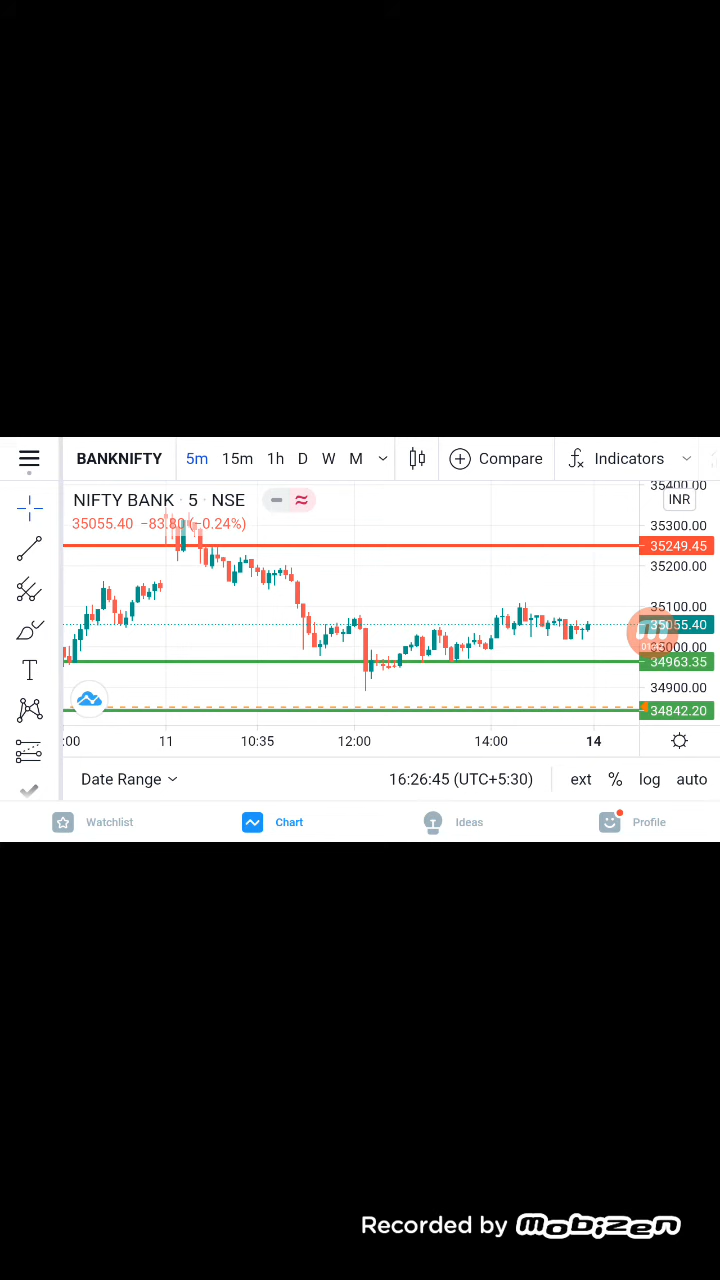 BANKNIFTY 5m 15m 1h D W M Compare Indicators
NIFTY BANK · 5 · NSE
35055.40 −83.80 (−0.24%)
35400.00
INR
35300.00
35249.45
35200.00
35100.00
35055.40
35000.00
34963.35
34900.00
34842.20
:00 11 10:35 12:00 14:00 14
Date Range 16:26:45 (UTC+5:30) ext % log auto
Watchlist Chart Ideas Profile
Recorded by mobizen